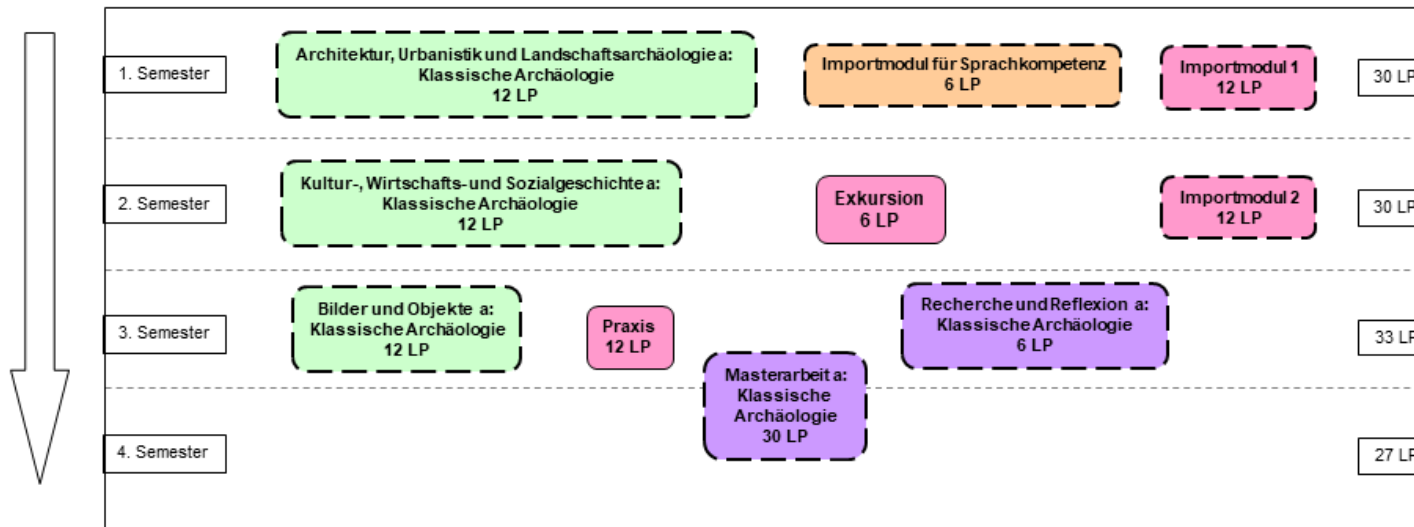 1. Semester
Architektur, Urbanistik und Landschaftsarchäologie a:
Klassische Archäologie
12 LP
Importmodul für Sprachkompetenz
6 LP
Importmodul 1
12 LP
30 LP
2. Semester
Kultur-, Wirtschafts- und Sozialgeschichte a:
Klassische Archäologie
12 LP
Exkursion
6 LP
Importmodul 2
12 LP
30 LP
3. Semester
Bilder und Objekte a:
Klassische Archäologie
12 LP
Praxis
12 LP
Recherche und Reflexion a:
Klassische Archäologie
6 LP
33 LP
Masterarbeit a:
Klassische
Archäologie
30 LP
4. Semester
27 LP